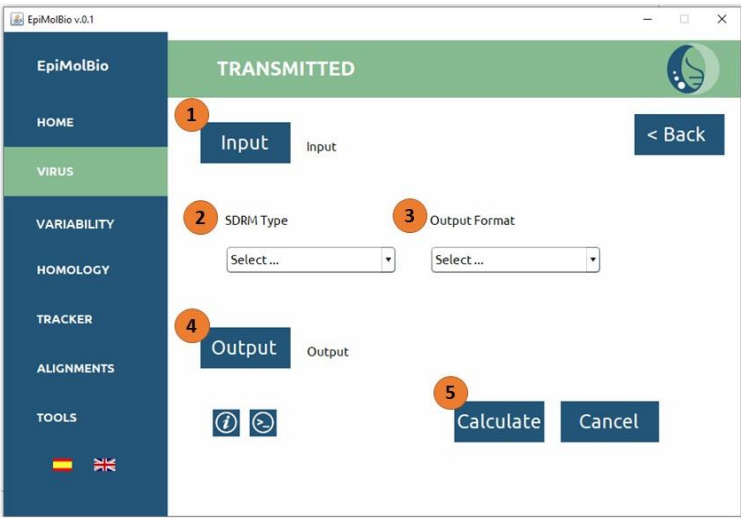 EpiMolBio v.0.1
EpiMolBio
TRANSMITTED
HOME
VIRUS
VARIABILITY
HOMOLOGY
TRACKER
ALIGNMENTS
TOOLS
1
Input
Input
< Back
2
SDRM Type
3
Output Format
Select ...
Select ...
4
Output
Output
5
Calculate
Cancel